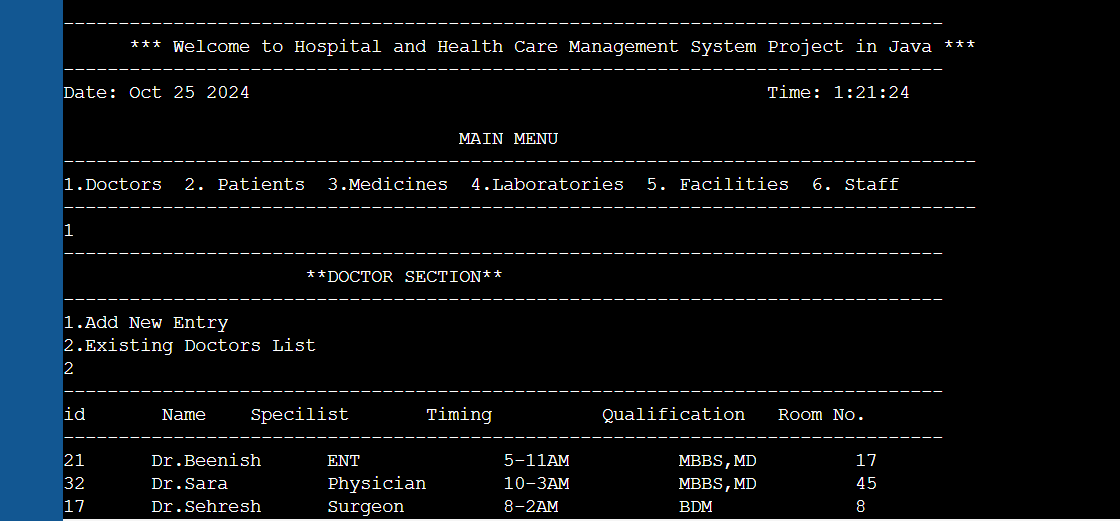 --------------------------------------------------------------------------------
*** Welcome to Hospital and Health Care Management System Project in Java ***
--------------------------------------------------------------------------------
Date: Oct 25 2024 Time: 1:21:24
MAIN MENU
-----------------------------------------------------------------------------------
1.Doctors 2. Patients 3.Medicines 4.Laboratories 5. Facilities 6. Staff
-----------------------------------------------------------------------------------
1
--------------------------------------------------------------------------------
**DOCTOR SECTION**
--------------------------------------------------------------------------------
1.Add New Entry
2.Existing Doctors List
2
--------------------------------------------------------------------------------
id Name Specilist Timing Qualification Room No.
--------------------------------------------------------------------------------
21 Dr.Beenish ENT 5-11AM MBBS,MD 17
32 Dr.Sara Physician 10-3AM MBBS,MD 45
17 Dr.Sehresh Surgeon 8-2AM BDM 8